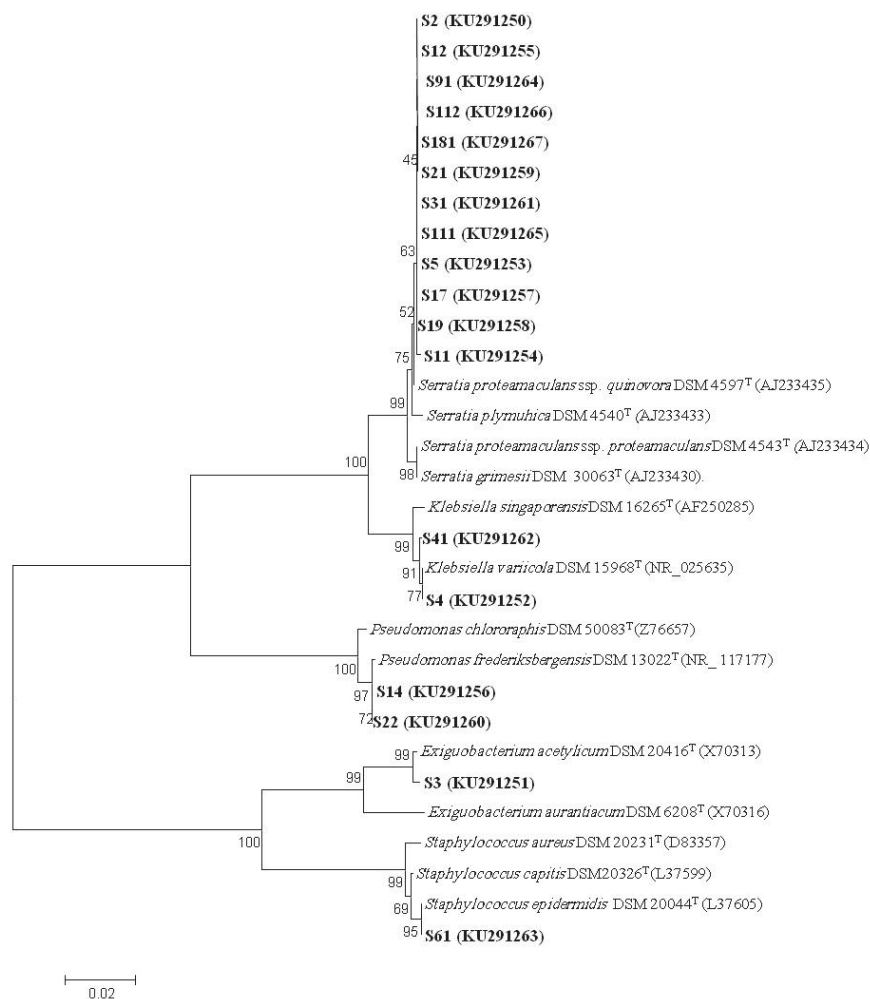 S2 (KU291250)
S12 (KU291255)
S91 (KU291264)
S112 (KU291266)
S181 (KU291267)
45
S21 (KU291259)
S31 (KU291261)
S111 (KU291265)
63
S5 (KU291253)
S17 (KU291257)
52
S19 (KU291258)
75
S11 (KU291254)
Serratia proteamaculans ssp. quinovora DSM 4597T (AJ233435)
99
Serratia plymuhica DSM 4540T (AJ233433)
Serratia proteamaculans ssp. proteamaculans DSM 4543T (AJ233434)
100
98
Serratia grimesii DSM 30063T (AJ233430).
Klebsiella singaporensis DSM 16265T (AF250285)
S41 (KU291262)
99
Klebsiella variicola DSM 15968T (NR_025635)
91
77
S4 (KU291252)
Pseudomonas chlororaphis DSM 50083T (Z76657)
Pseudomonas frederiksbergensis DSM 13022T (NR_117177)
100
97
S14 (KU291256)
72
S22 (KU291260)
99
Exiguobacterium acetylicum DSM 20416T (X70313)
99
S3 (KU291251)
Exiguobacterium aurantiacum DSM 6208T (X70316)
100
Staphylococcus aureus DSM 20231T (D83357)
Staphylococcus capitis DSM20326T (L37599)
99
Staphylococcus epidermidis DSM 20044T (L37605)
69
95
S61 (KU291263)
0.02